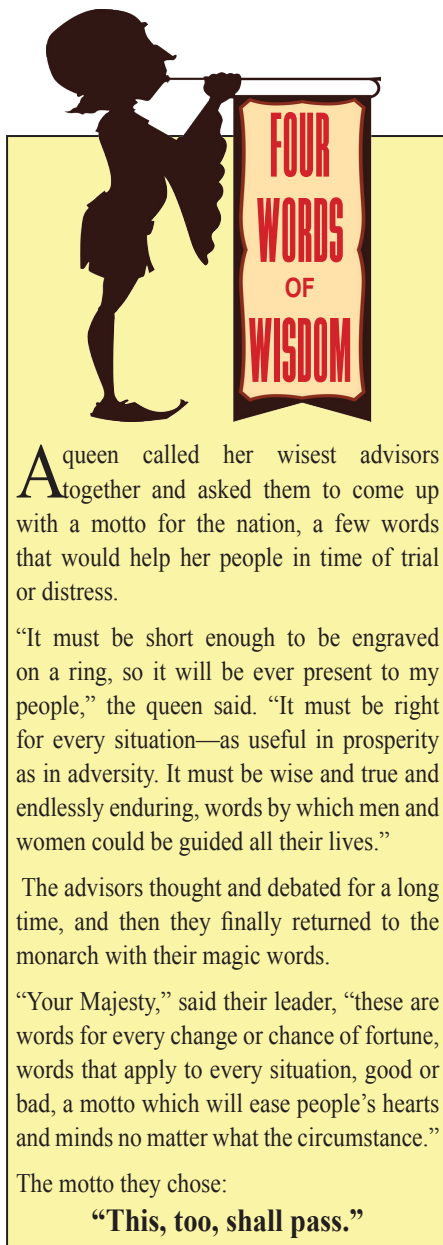 FOUR
WORDS
OF
WISDOM
A queen called her wisest advisors
together and asked them to come up
with a motto for the nation, a few words
that would help her people in time of trial
or distress.
“It must be short enough to be engraved
on a ring, so it will be ever present to my
people,” the queen said. “It must be right
for every situation—as useful in prosperity
as in adversity. It must be wise and true and
endlessly enduring, words by which men and
women could be guided all their lives.”
The advisors thought and debated for a long
time, and then they finally returned to the
monarch with their magic words.
“Your Majesty,” said their leader, “these are
words for every change or chance of fortune,
words that apply to every situation, good or
bad, a motto which will ease people’s hearts
and minds no matter what the circumstance.”
The motto they chose:
“This, too, shall pass.”